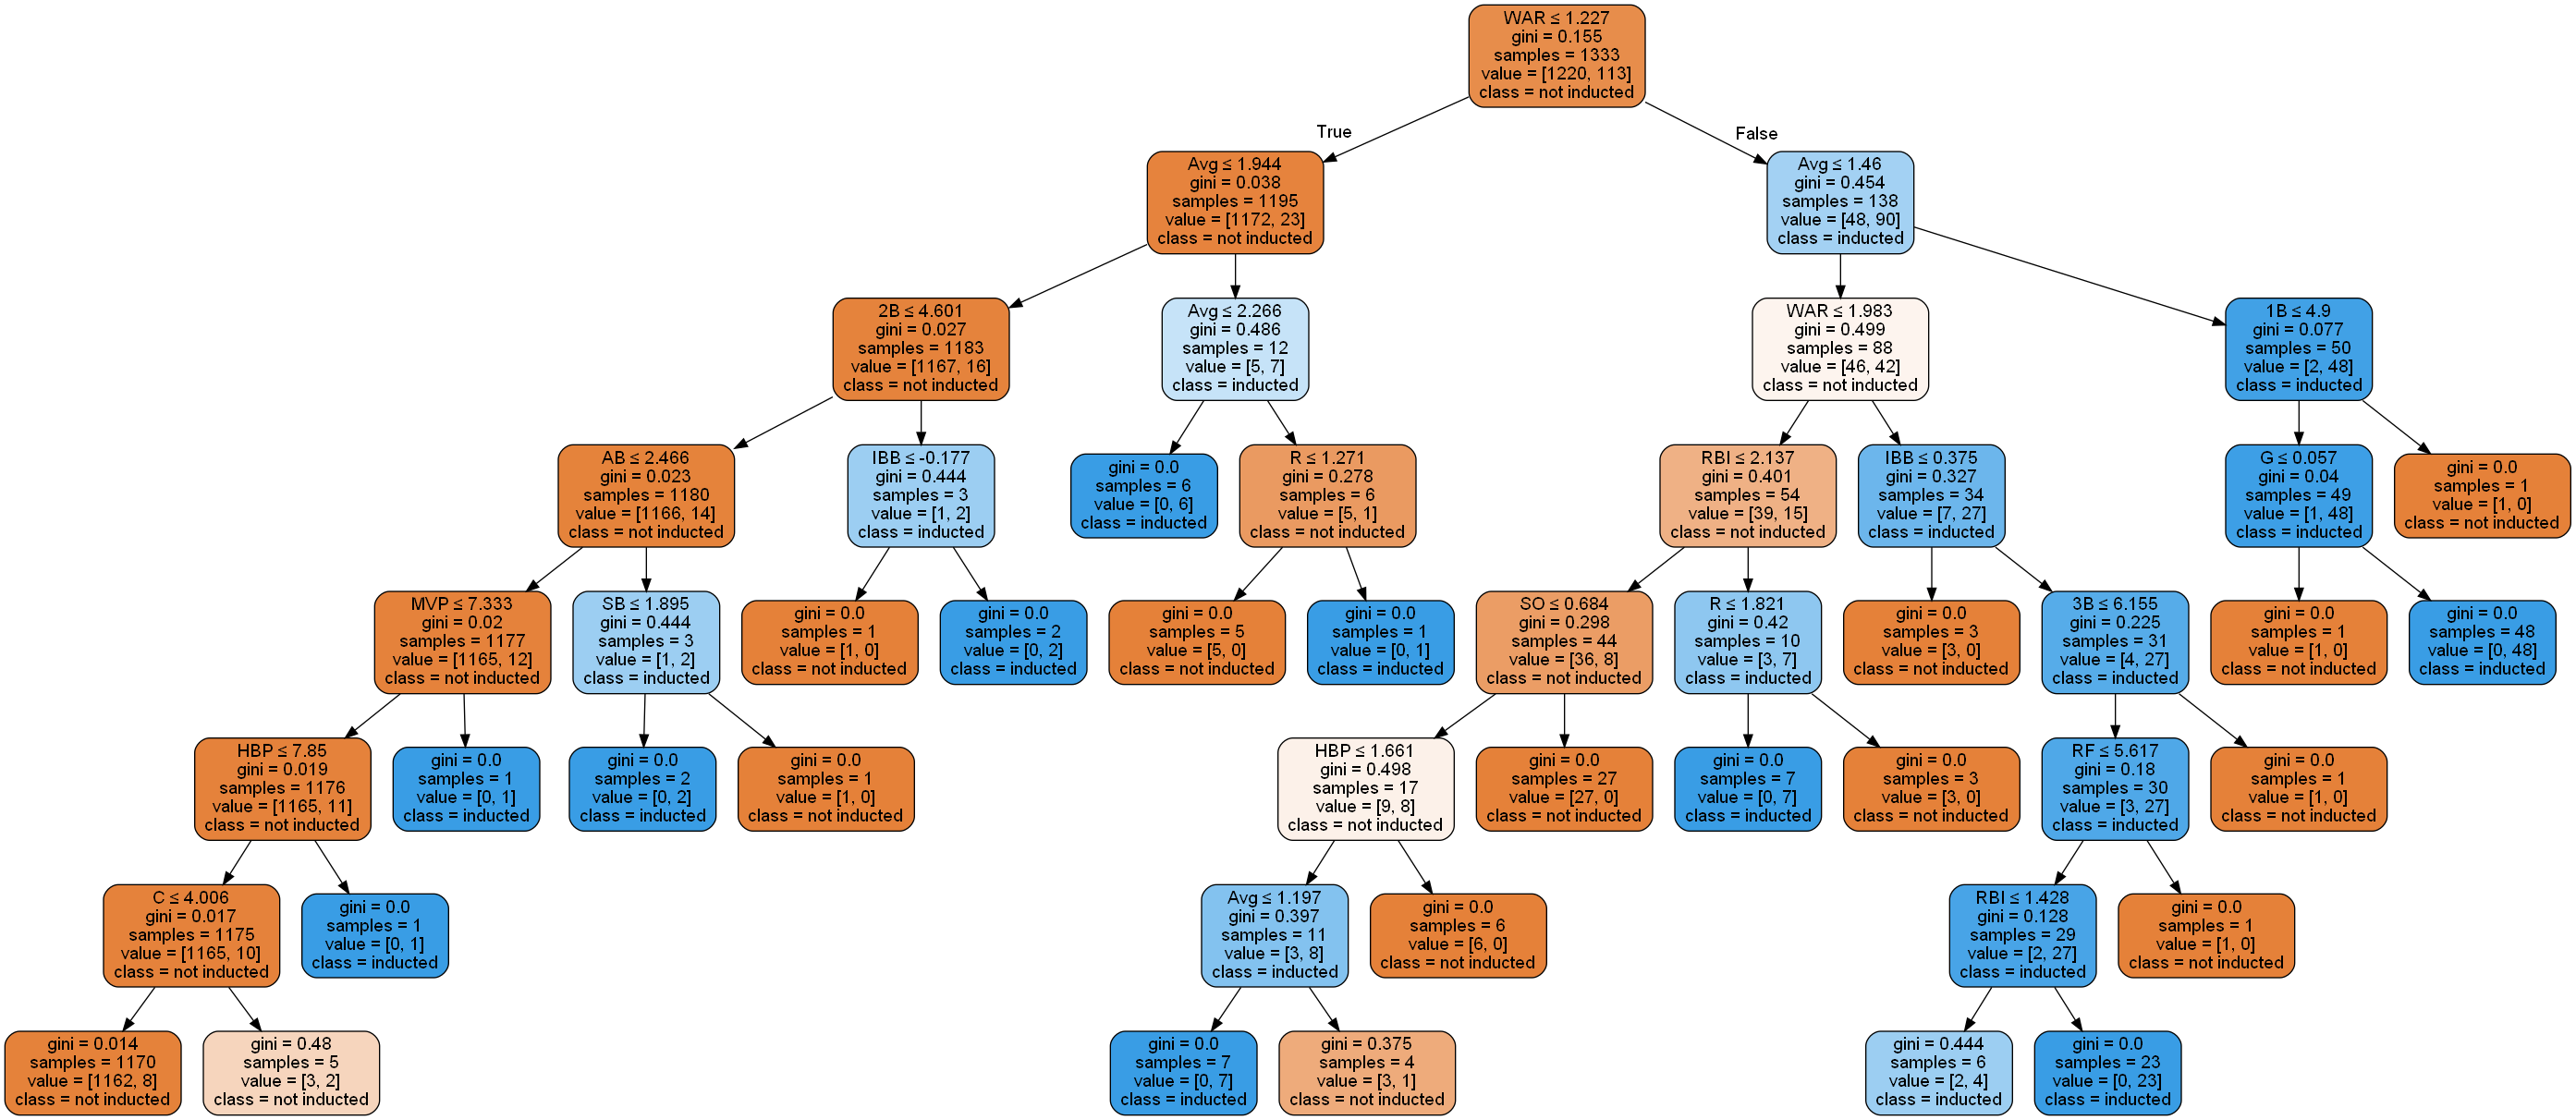 WAR ≤ 1.227
gini = 0.155
samples = 1333
value = [1220, 113]
class = not inducted
True
False
Avg ≤ 1.944
gini = 0.038
samples = 1195
value = [1172, 23]
class = not inducted
Avg ≤ 1.46
gini = 0.454
samples = 138
value = [48, 90]
class = inducted
2B ≤ 4.601
gini = 0.027
samples = 1183
value = [1167, 16]
class = not inducted
Avg ≤ 2.266
gini = 0.486
samples = 12
value = [5, 7]
class = inducted
WAR ≤ 1.983
gini = 0.499
samples = 88
value = [46, 42]
class = not inducted
1B ≤ 4.9
gini = 0.077
samples = 50
value = [2, 48]
class = inducted
AB ≤ 2.466
gini = 0.023
samples = 1180
value = [1166, 14]
class = not inducted
IBB ≤ -0.177
gini = 0.444
samples = 3
value = [1, 2]
class = inducted
gini = 0.0
samples = 6
value = [0, 6]
class = inducted
R ≤ 1.271
gini = 0.278
samples = 6
value = [5, 1]
class = not inducted
RBI ≤ 2.137
gini = 0.401
samples = 54
value = [39, 15]
class = not inducted
IBB ≤ 0.375
gini = 0.327
samples = 34
value = [7, 27]
class = inducted
G ≤ 0.057
gini = 0.04
samples = 49
value = [1, 48]
class = inducted
gini = 0.0
samples = 1
value = [1, 0]
class = not inducted
MVP ≤ 7.333
gini = 0.02
samples = 1177
value = [1165, 12]
class = not inducted
SB ≤ 1.895
gini = 0.444
samples = 3
value = [1, 2]
class = inducted
gini = 0.0
samples = 1
value = [1, 0]
class = not inducted
gini = 0.0
samples = 2
value = [0, 2]
class = inducted
gini = 0.0
samples = 5
value = [5, 0]
class = not inducted
gini = 0.0
samples = 1
value = [0, 1]
class = inducted
SO ≤ 0.684
gini = 0.298
samples = 44
value = [36, 8]
class = not inducted
R ≤ 1.821
gini = 0.42
samples = 10
value = [3, 7]
class = inducted
gini = 0.0
samples = 3
value = [3, 0]
class = not inducted
3B ≤ 6.155
gini = 0.225
samples = 31
value = [4, 27]
class = inducted
gini = 0.0
samples = 1
value = [1, 0]
class = not inducted
gini = 0.0
samples = 48
value = [0, 48]
class = inducted
HBP ≤ 7.85
gini = 0.019
samples = 1176
value = [1165, 11]
class = not inducted
gini = 0.0
samples = 1
value = [0, 1]
class = inducted
gini = 0.0
samples = 2
value = [0, 2]
class = inducted
gini = 0.0
samples = 1
value = [1, 0]
class = not inducted
HBP ≤ 1.661
gini = 0.498
samples = 17
value = [9, 8]
class = not inducted
gini = 0.0
samples = 27
value = [27, 0]
class = not inducted
gini = 0.0
samples = 7
value = [0, 7]
class = inducted
gini = 0.0
samples = 3
value = [3, 0]
class = not inducted
RF ≤ 5.617
gini = 0.18
samples = 30
value = [3, 27]
class = inducted
gini = 0.0
samples = 1
value = [1, 0]
class = not inducted
C ≤ 4.006
gini = 0.017
samples = 1175
value = [1165, 10]
class = not inducted
gini = 0.0
samples = 1
value = [0, 1]
class = inducted
Avg ≤ 1.197
gini = 0.397
samples = 11
value = [3, 8]
class = inducted
gini = 0.0
samples = 6
value = [6, 0]
class = not inducted
RBI ≤ 1.428
gini = 0.128
samples = 29
value = [2, 27]
class = inducted
gini = 0.0
samples = 1
value = [1, 0]
class = not inducted
gini = 0.014
samples = 1170
value = [1162, 8]
class = not inducted
gini = 0.48
samples = 5
value = [3, 2]
class = not inducted
gini = 0.0
samples = 7
value = [0, 7]
class = inducted
gini = 0.375
samples = 4
value = [3, 1]
class = not inducted
gini = 0.444
samples = 6
value = [2, 4]
class = inducted
gini = 0.0
samples = 23
value = [0, 23]
class = inducted